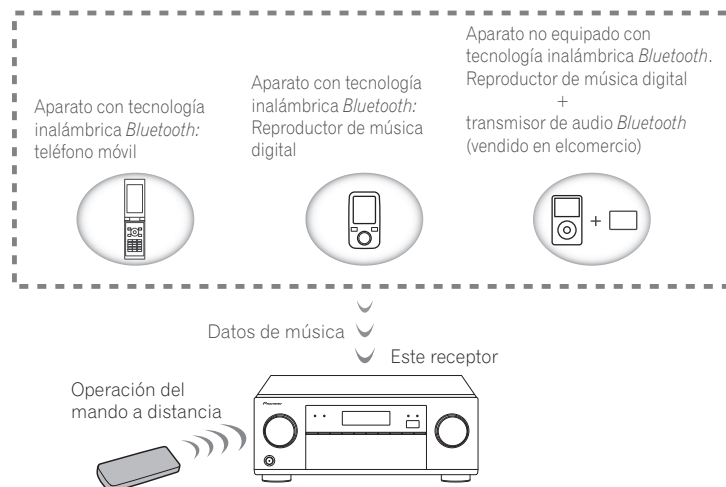 Aparato con tecnología
inalámbrica Bluetooth:
teléfono móvil
Aparato con tecnología
inalámbrica Bluetooth:
Reproductor de música
digital
Aparato no equipado con
tecnología inalámbrica Bluetooth.
Reproductor de música digital
+
transmisor de audio Bluetooth
(vendido en elcomercio)
+
Datos de música
Este receptor
Operación del
mando a distancia
Pioneer